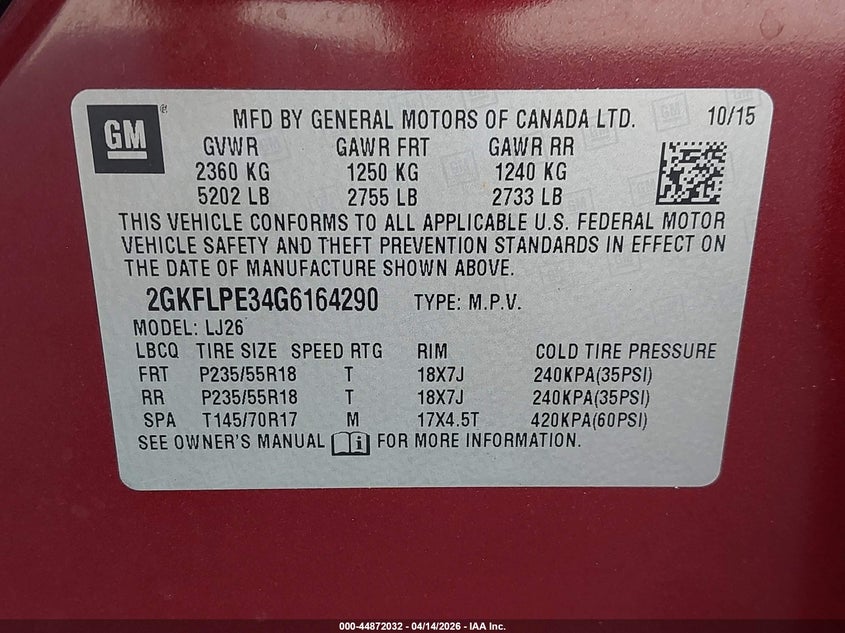 GM ®
MFD BY GENERAL MOTORS OF CANADA LTD. 10/15
GVWR GAWR FRT GAWR RR
2360 KG 1250 KG 1240 KG
5202 LB 2755 LB 2733 LB
THIS VEHICLE CONFORMS TO ALL APPLICABLE U.S. FEDERAL MOTOR
VEHICLE SAFETY AND THEFT PREVENTION STANDARDS IN EFFECT ON
THE DATE OF MANUFACTURE SHOWN ABOVE.
2GKFLPE34G6164290 TYPE: M.P.V.
MODEL: LJ26
LBCQ TIRE SIZE SPEED RTG RIM COLD TIRE PRESSURE
FRT P235/55R18 T 18X7J 240KPA(35PSI)
RR P235/55R18 T 18X7J 240KPA(35PSI)
SPA T145/70R17 M 17X4.5T 420KPA(60PSI)
SEE OWNER'S MANUAL i FOR MORE INFORMATION.
000-44872032 - 04/14/2026 - IAA Inc.